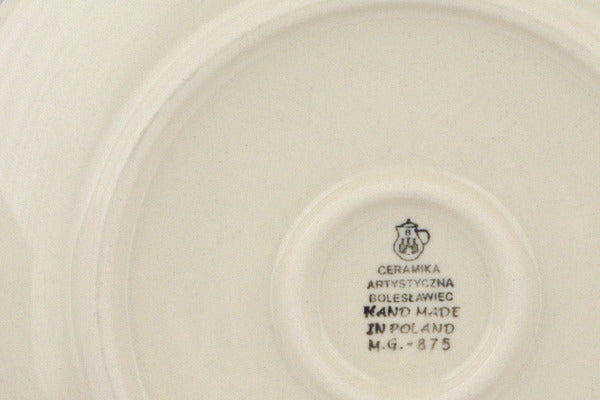 B
CERAMIKA
ARTYSTYCZNA
BOLESŁAWIEC
HAND MADE
IN POLAND
M.G.-875